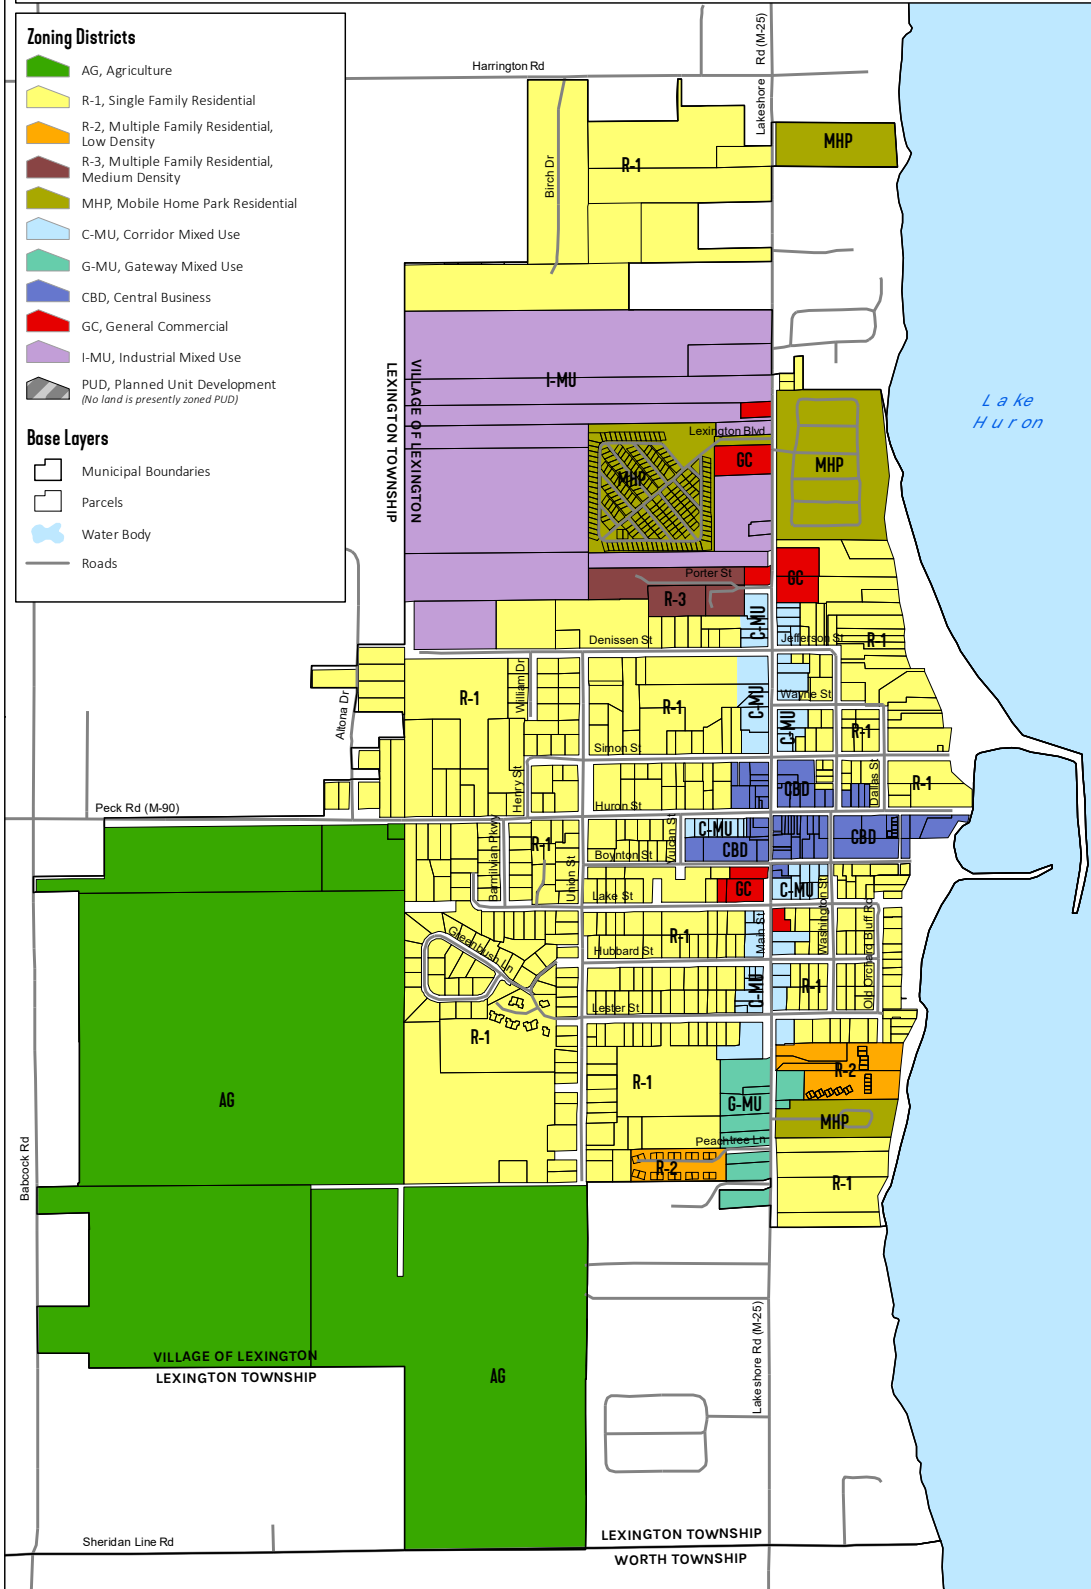 Zoning Districts
AG, Agriculture
R-1, Single Family Residential
R-2, Multiple Family Residential,
Low Density
R-3, Multiple Family Residential,
Medium Density
MHP, Mobile Home Park Residential
C-MU, Corridor Mixed Use
G-MU, Gateway Mixed Use
CBD, Central Business
GC, General Commercial
I-MU, Industrial Mixed Use
PUD, Planned Unit Development
(No land is presently zoned PUD)
Base Layers
Municipal Boundaries
Parcels
Water Body
Roads
Harrington Rd
Lakeshore Rd (M-25)
MHP
R-1
Birch Dr
I-MU
VILLAGE OF LEXINGTON
LEXINGTON TOWNSHIP
Lake
Huron
Lexington Blvd
GC
MHP
MHP
Porter St
GC
R-3
C-MU
Denissen St
Jefferson St
R-1
R-1
William Dr
R-1
C-MU
Wayne St
Altona Dr
C-MU
R-1
Simon St
Henry St
CBD
Dallas St
R-1
Peck Rd (M-90)
Huron St
Barmilvian Pkwy
R-1
Vulcan St
C-MU
CBD
CBD
Boynton St
Union St
Lake St
GC
C-MU
Washington St
Old Orchard Bluff Rd
Main St
Greenbush Ln
R-1
Hubbard St
C-MU
R-1
Lester St
R-1
R-1
R-2
AG
G-MU
MHP
Peachtree Ln
R-2
R-1
Babcock Rd
VILLAGE OF LEXINGTON
LEXINGTON TOWNSHIP
AG
Lakeshore Rd (M-25)
Sheridan Line Rd
LEXINGTON TOWNSHIP
WORTH TOWNSHIP